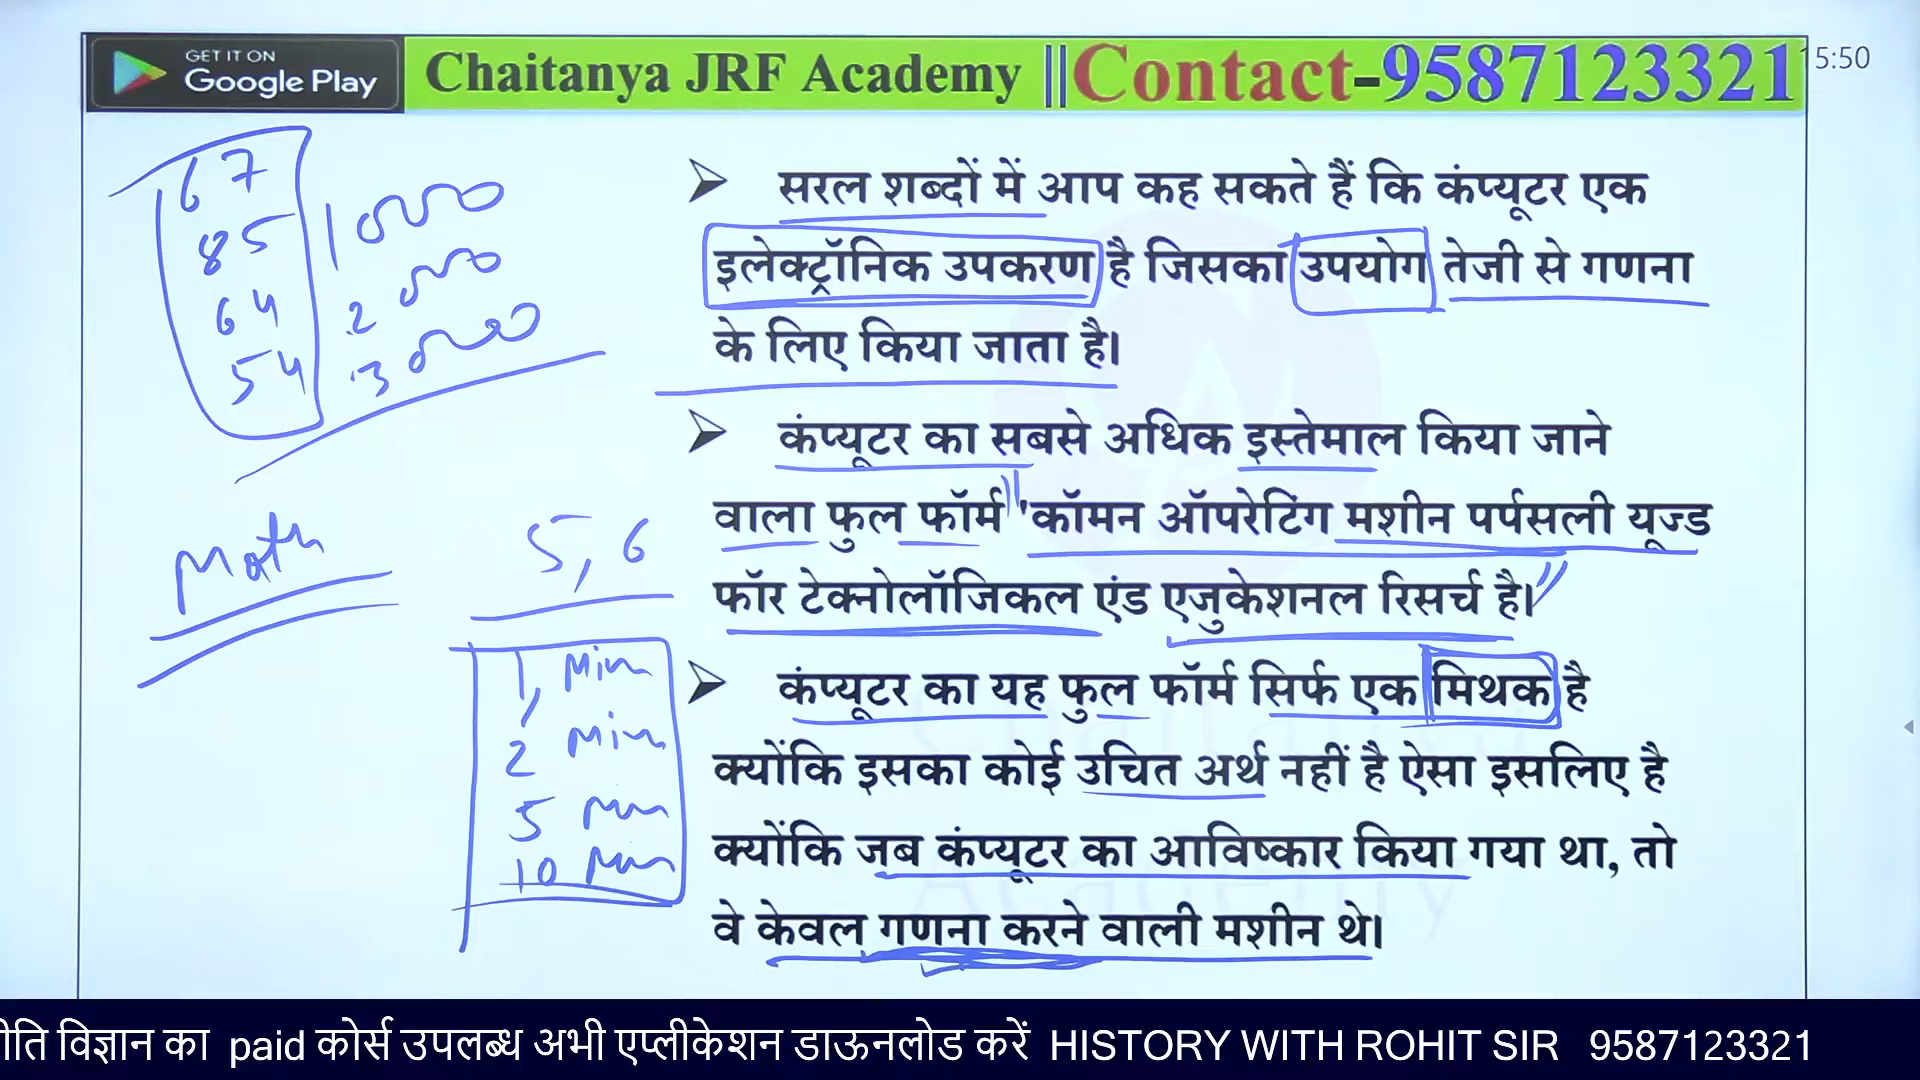 GET IT ON
Google Play
Chaitanya JRF Academy ||Contact-9587123321
15:50
67
85
64
54
1000
2000
3000
Math
5, 6
1, Min
2 Min
5 Min
10 Min
➢ सरल शब्दों में आप कह सकते हैं कि कंप्यूटर एक
इलेक्ट्रॉनिक उपकरण है जिसका उपयोग तेजी से गणना
के लिए किया जाता है।
➢ कंप्यूटर का सबसे अधिक इस्तेमाल किया जाने
वाला फुल फॉर्म 'कॉमन ऑपरेटिंग मशीन पर्पसली यूज्ड
फॉर टेक्नोलॉजिकल एंड एजुकेशनल रिसर्च है।
➢ कंप्यूटर का यह फुल फॉर्म सिर्फ एक मिथक है
क्योंकि इसका कोई उचित अर्थ नहीं है ऐसा इसलिए है
क्योंकि जब कंप्यूटर का आविष्कार किया गया था, तो
वे केवल गणना करने वाली मशीन थे।
Chaitanya
Academy
ीति विज्ञान का paid कोर्स उपलब्ध अभी एप्लीकेशन डाऊनलोड करें HISTORY WITH ROHIT SIR 9587123321